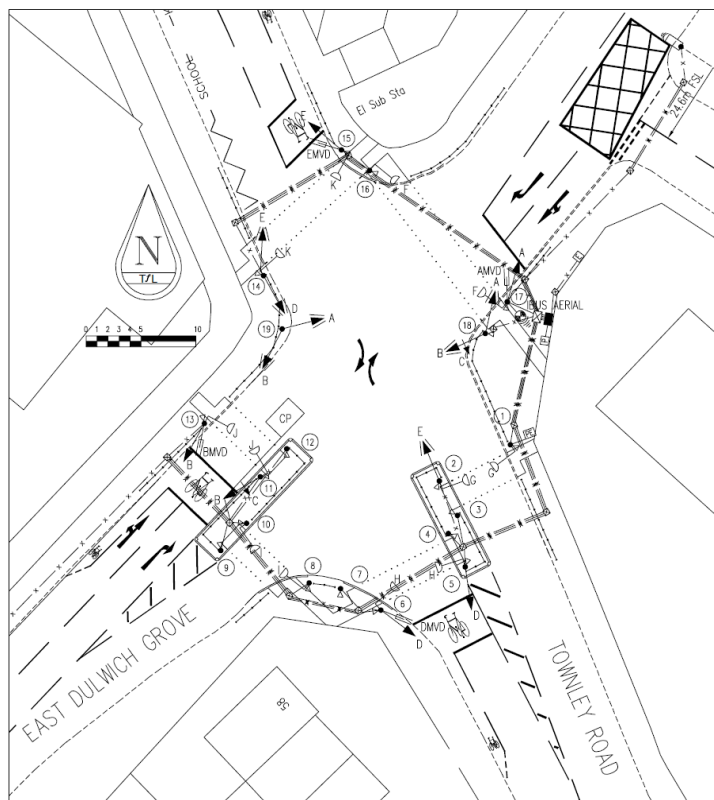 SCHOOL
El Sub Sta
24.6m FSL
15
EMVD
F
K
16
F
E
K
14
D
19
A
B
N
TSL
0 1 2 3 4 5 10
A
AMVD
A
F
17
BUS AERIAL
18
B
C
1
PE
G
13
J
BMVD
B
CP
12
J
11
B
C
10
9
E
2
G
3
4
H
5
8
7
H
6
D
DMVD
D
EAST DULWICH GROVE
TOWNLEY ROAD
58